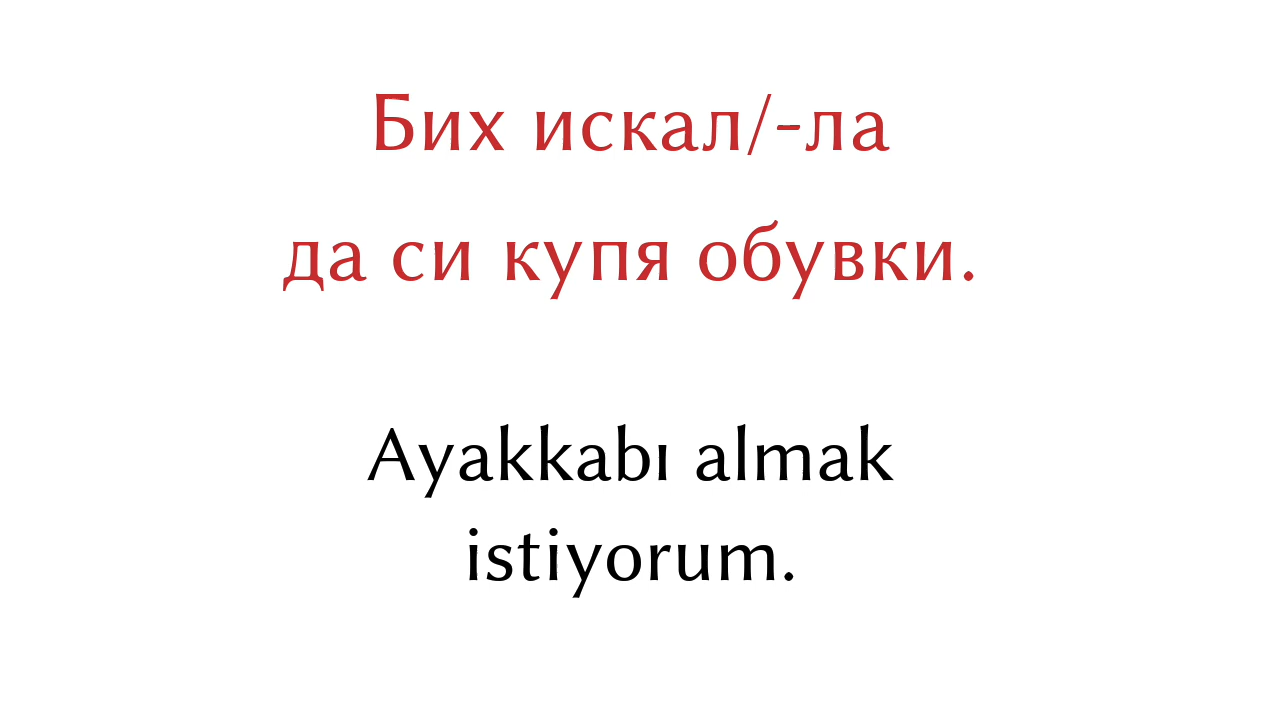 Бих искал/-ла
да си купя обувки.
Ayakkabı almak
istiyorum.